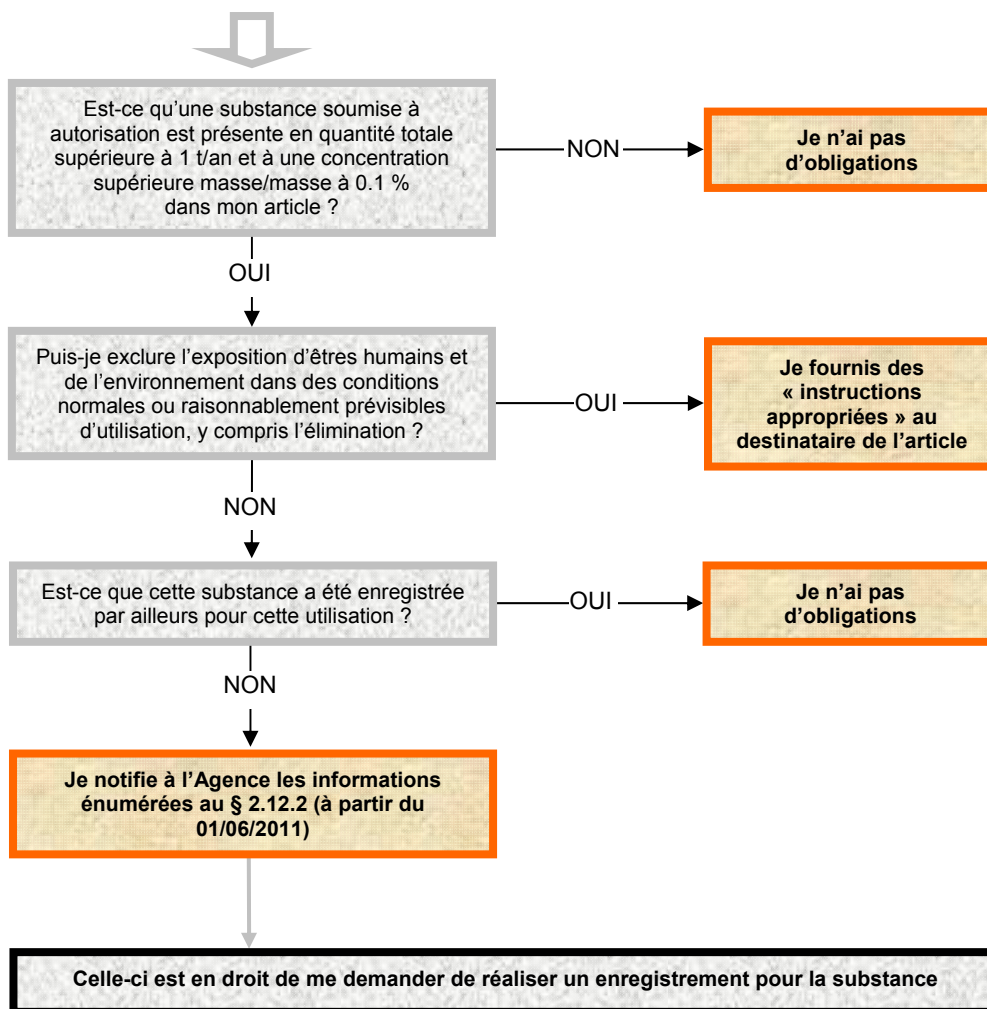 Est-ce qu'une substance soumise à
autorisation est présente en quantité totale
supérieure à 1 t/an et à une concentration
supérieure masse/masse à 0.1 %
dans mon article ?
NON
Je n'ai pas
d'obligations
OUI
Puis-je exclure l'exposition d'êtres humains et
de l'environnement dans des conditions
normales ou raisonnablement prévisibles
d'utilisation, y compris l'élimination ?
OUI
Je fournis des
« instructions
appropriées » au
destinataire de l'article
NON
Est-ce que cette substance a été enregistrée
par ailleurs pour cette utilisation ?
OUI
Je n'ai pas
d'obligations
NON
Je notifie à l'Agence les informations
énumérées au § 2.12.2 (à partir du
01/06/2011)
Celle-ci est en droit de me demander de réaliser un enregistrement pour la substance